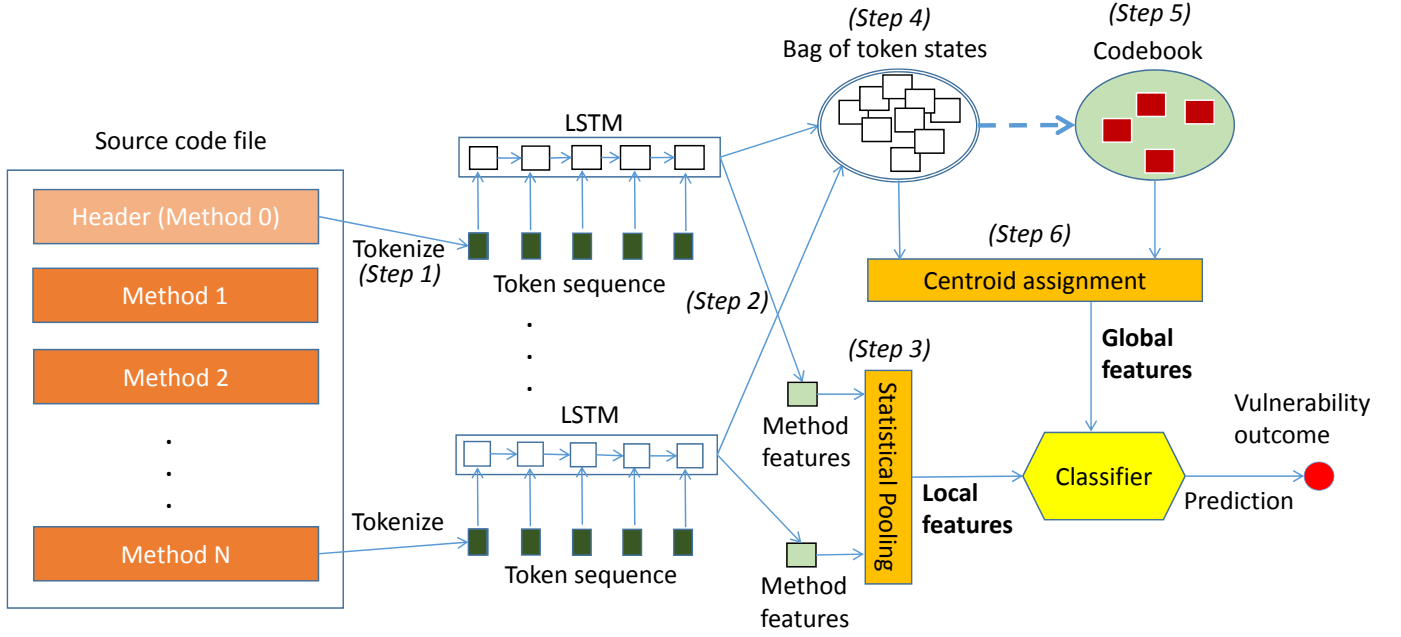 Source code file
Header (Method 0)
Method 1
Method 2
.
.
.
Method N
Tokenize
(Step 1)
Tokenize
LSTM
Token sequence
.
.
.
LSTM
Token sequence
(Step 2)
(Step 4)
Bag of token states
(Step 5)
Codebook
(Step 6)
Centroid assignment
Global
features
(Step 3)
Method
features
Method
features
Statistical Pooling
Local
features
Classifier
Prediction
Vulnerability
outcome